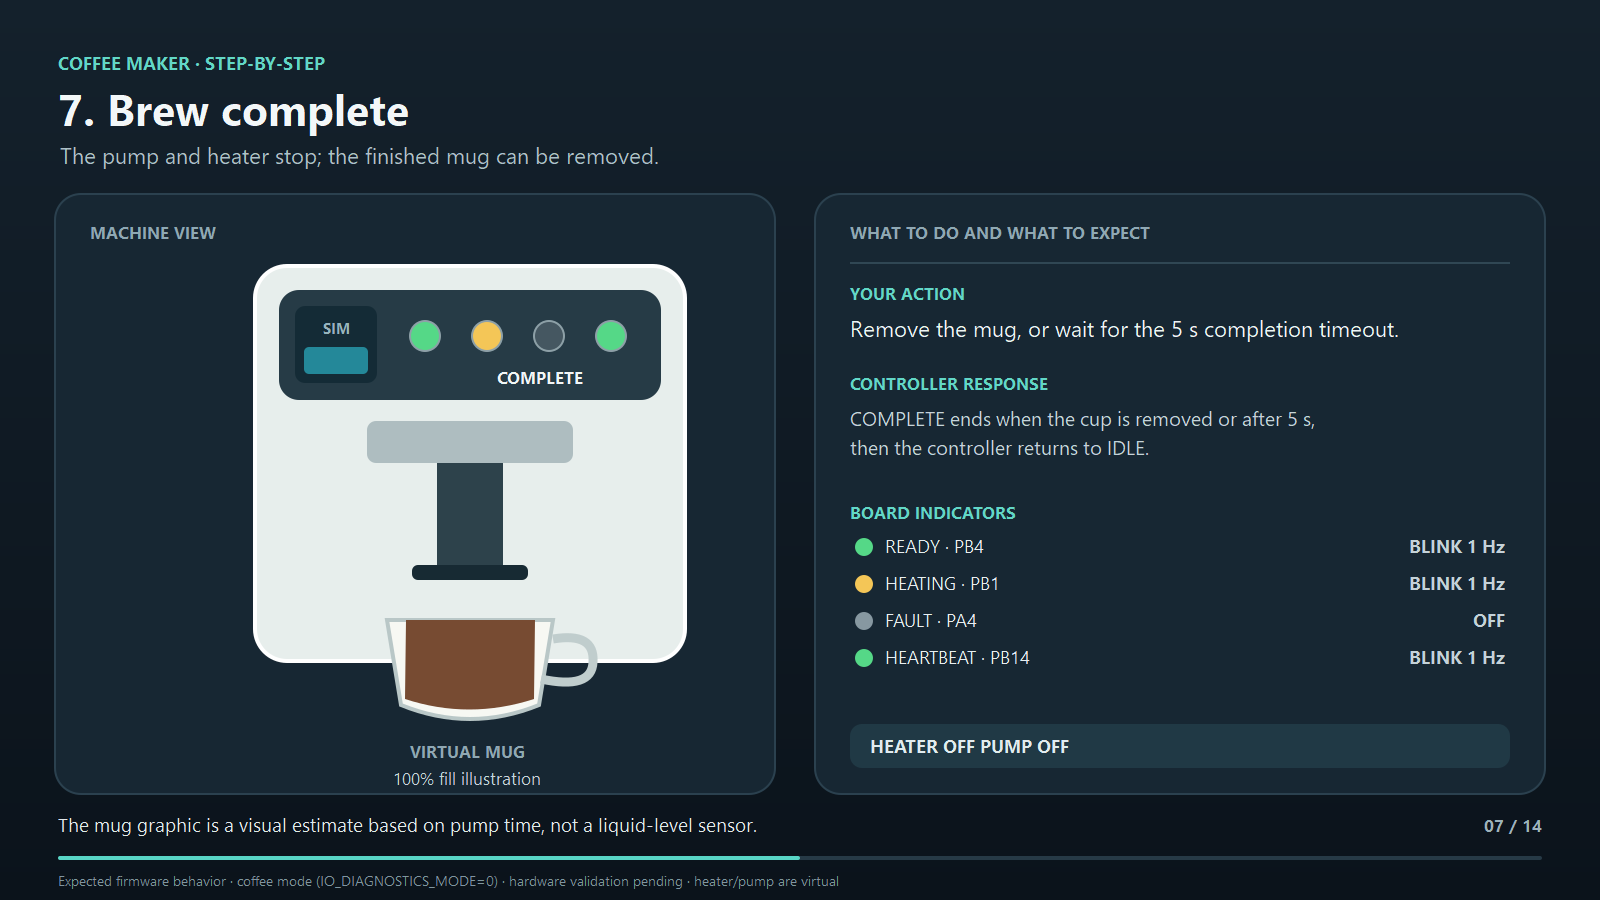 COFFEE MAKER · STEP-BY-STEP
7. Brew complete
The pump and heater stop; the finished mug can be removed.
MACHINE VIEW
SIM
COMPLETE
VIRTUAL MUG
100% fill illustration
WHAT TO DO AND WHAT TO EXPECT
YOUR ACTION
Remove the mug, or wait for the 5 s completion timeout.
CONTROLLER RESPONSE
COMPLETE ends when the cup is removed or after 5 s,
then the controller returns to IDLE.
BOARD INDICATORS
READY · PB4 BLINK 1 Hz
HEATING · PB1 BLINK 1 Hz
FAULT · PA4 OFF
HEARTBEAT · PB14 BLINK 1 Hz
HEATER OFF PUMP OFF
The mug graphic is a visual estimate based on pump time, not a liquid-level sensor.
07 / 14
Expected firmware behavior · coffee mode (IO_DIAGNOSTICS_MODE=0) · hardware validation pending · heater/pump are virtual